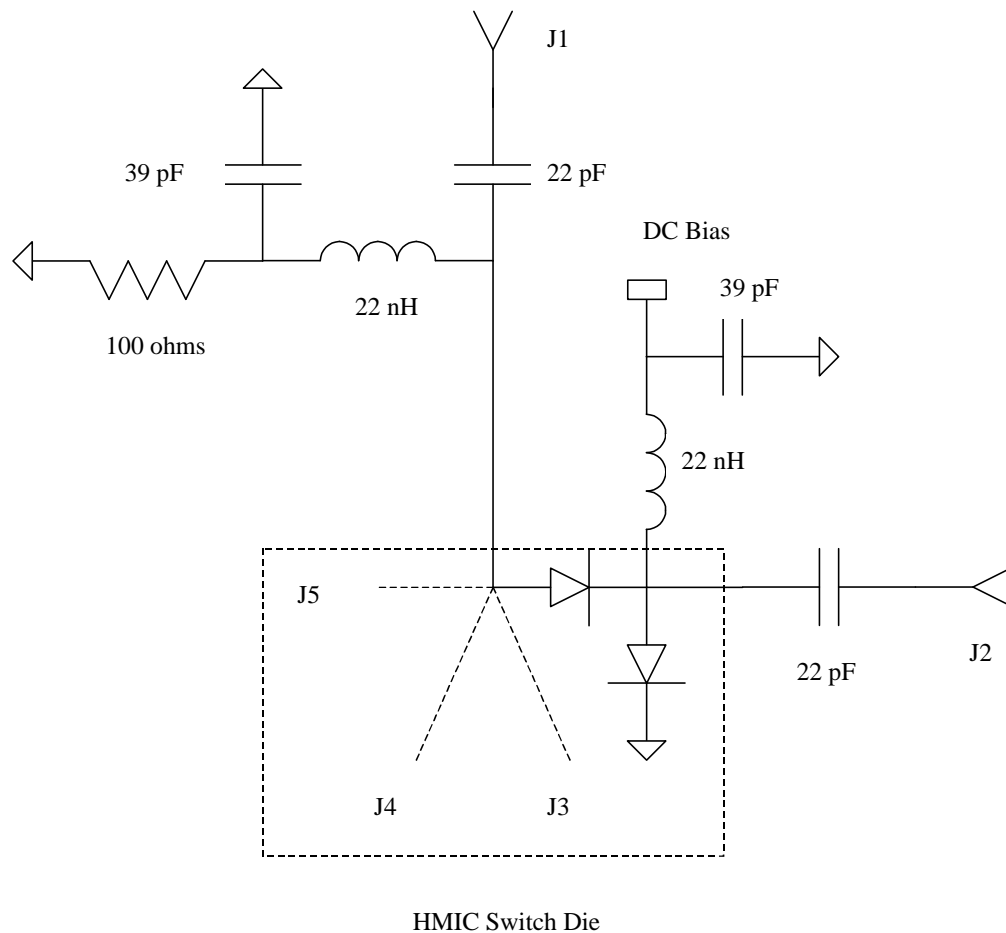 J1
39 pF
22 pF
DC Bias
39 pF
22 nH
100 ohms
22 nH
J5
J2
22 pF
J4
J3
HMIC Switch Die